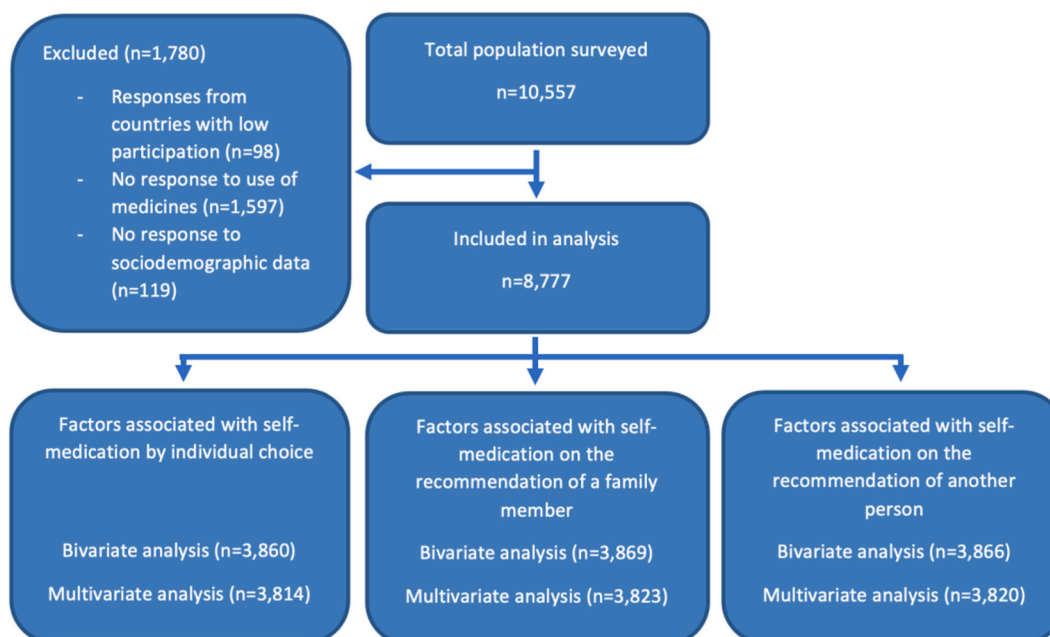 Excluded (n=1,780)
- Responses from
countries with low
participation (n=98)
- No response to use of
medicines (n=1,597)
- No response to
sociodemographic data
(n=119)
Total population surveyed
n=10,557
Included in analysis
n=8,777
Factors associated with self-
medication by individual choice
Bivariate analysis (n=3,860)
Multivariate analysis (n=3,814)
Factors associated with self-
medication on the
recommendation of a family
member
Bivariate analysis (n=3,869)
Multivariate analysis (n=3,823)
Factors associated with self-
medication on the
recommendation of another
person
Bivariate analysis (n=3,866)
Multivariate analysis (n=3,820)